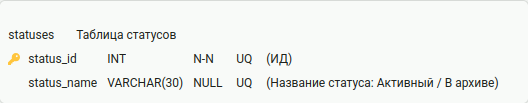 statuses Таблица статусов
status_id INT N-N UQ (ИД)
status_name VARCHAR(30) NULL UQ (Название статуса: Активный / В архиве)